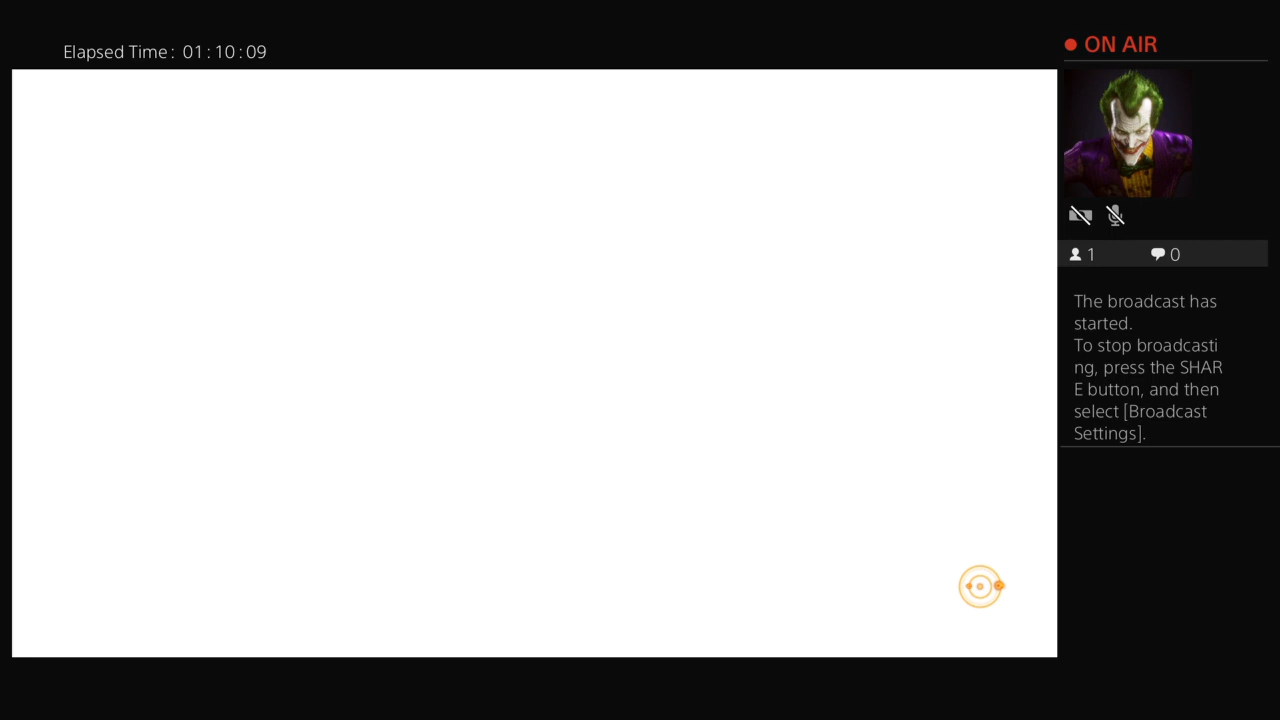 Elapsed Time: 01:10:09
ON AIR
1
0
The broadcast has
started.
To stop broadcasti
ng, press the SHAR
E button, and then
select [Broadcast
Settings].